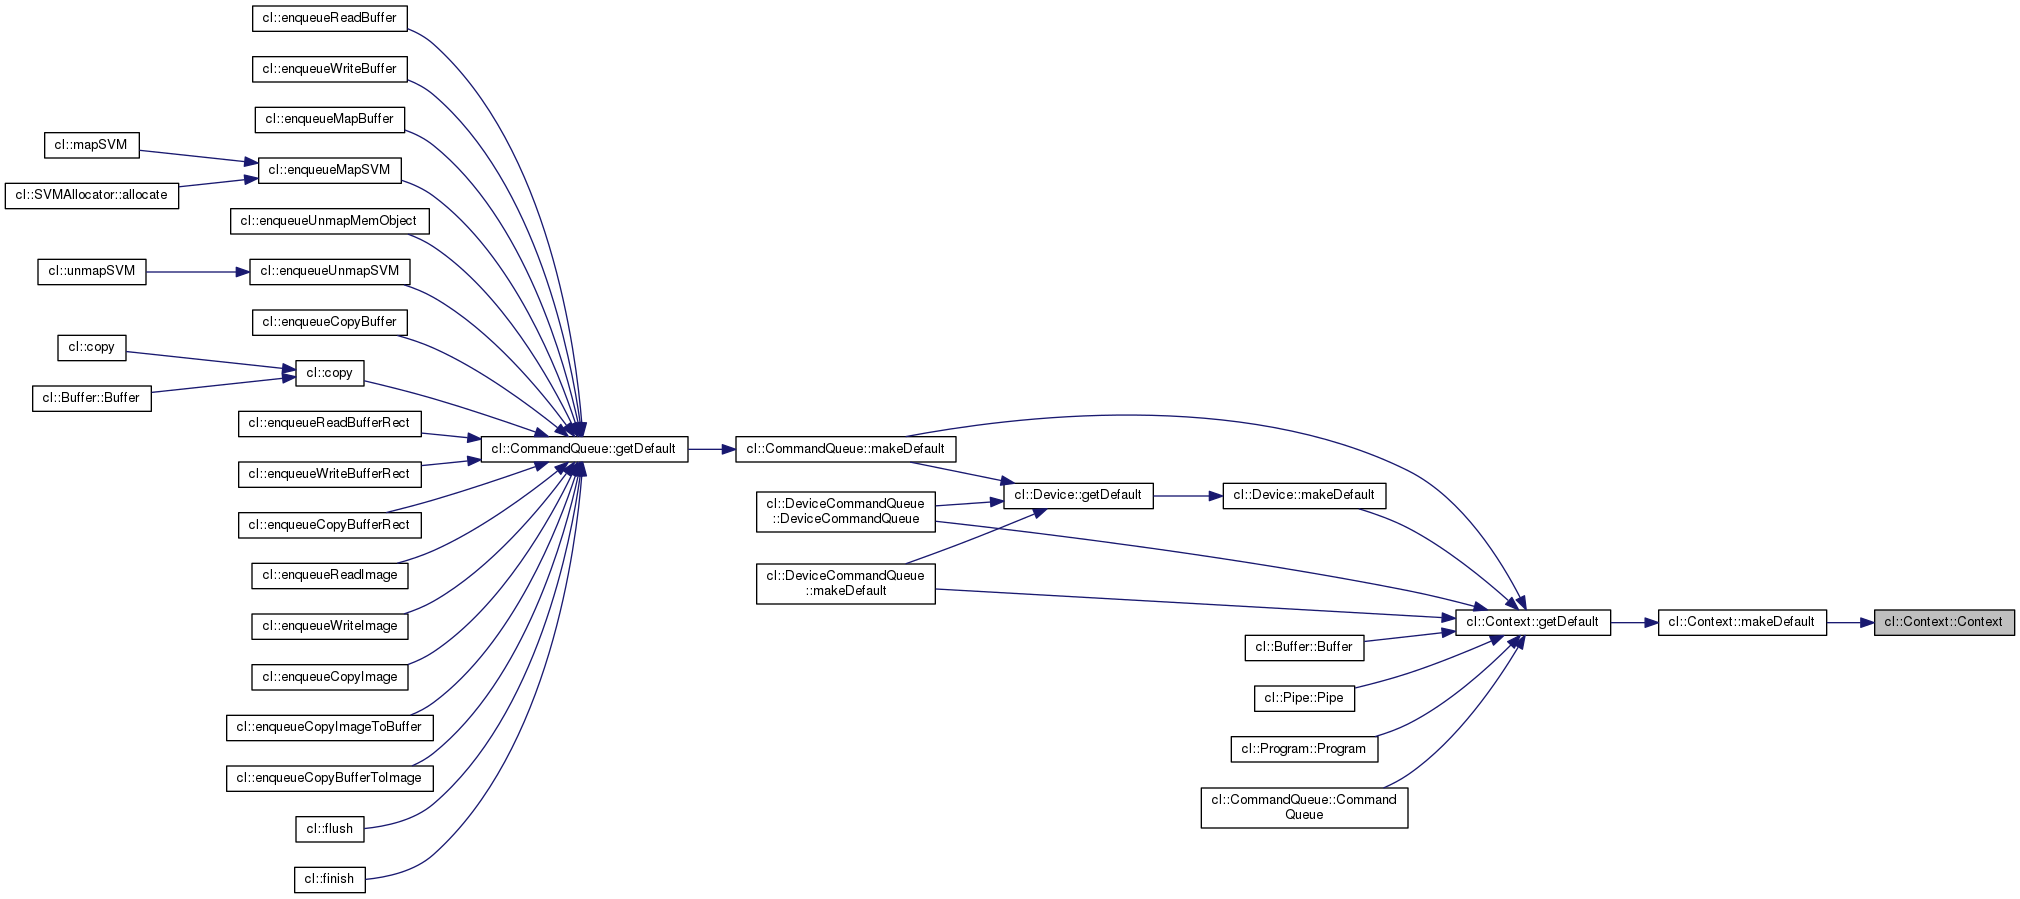 cl::enqueueReadBuffer
cl::enqueueWriteBuffer
cl::enqueueMapBuffer
cl::mapSVM
cl::enqueueMapSVM
cl::SVMAllocator::allocate
cl::enqueueUnmapMemObject
cl::unmapSVM
cl::enqueueUnmapSVM
cl::enqueueCopyBuffer
cl::copy
cl::copy
cl::Buffer::Buffer
cl::enqueueReadBufferRect
cl::CommandQueue::getDefault
cl::CommandQueue::makeDefault
cl::enqueueWriteBufferRect
cl::Device::getDefault
cl::Device::makeDefault
cl::DeviceCommandQueue
::DeviceCommandQueue
cl::enqueueCopyBufferRect
cl::enqueueReadImage
cl::DeviceCommandQueue
::makeDefault
cl::enqueueWriteImage
cl::Context::getDefault
cl::Context::makeDefault
cl::Context::Context
cl::Buffer::Buffer
cl::enqueueCopyImage
cl::Pipe::Pipe
cl::enqueueCopyImageToBuffer
cl::Program::Program
cl::enqueueCopyBufferToImage
cl::CommandQueue::Command
Queue
cl::flush
cl::finish